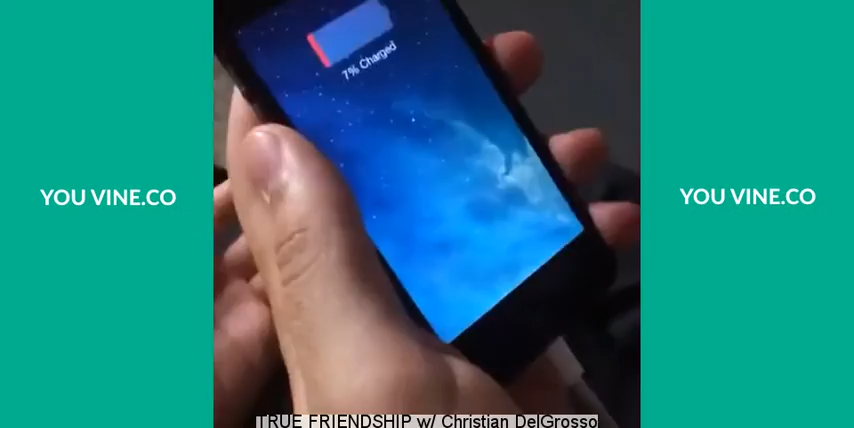 7% Charged
YOU VINE.CO
YOU VINE.CO
TRUE FRIENDSHIP w/ Christian DelGrosso